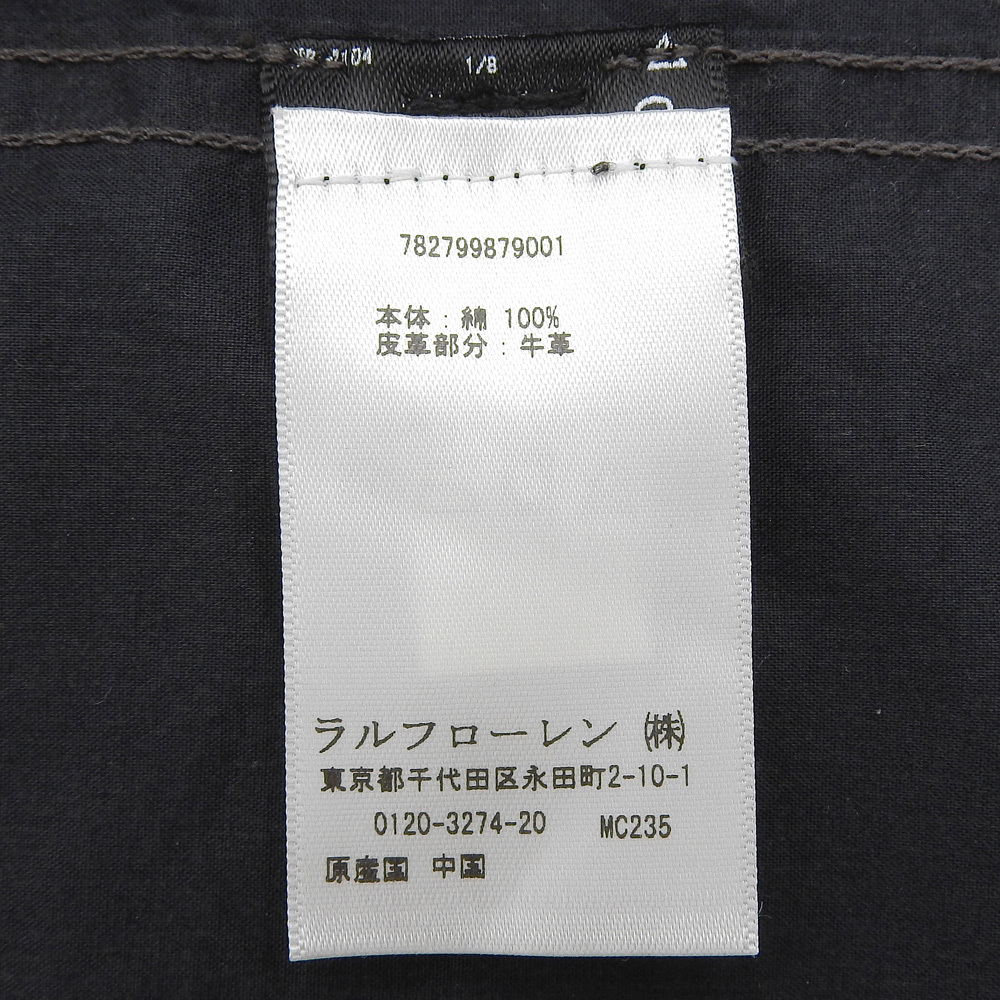 1/8
782799879001
本体：綿 100%
皮革部分：牛革
ラルフローレン ㈱
東京都千代田区永田町2-10-1
0120-3274-20 MC235
原産国 中国